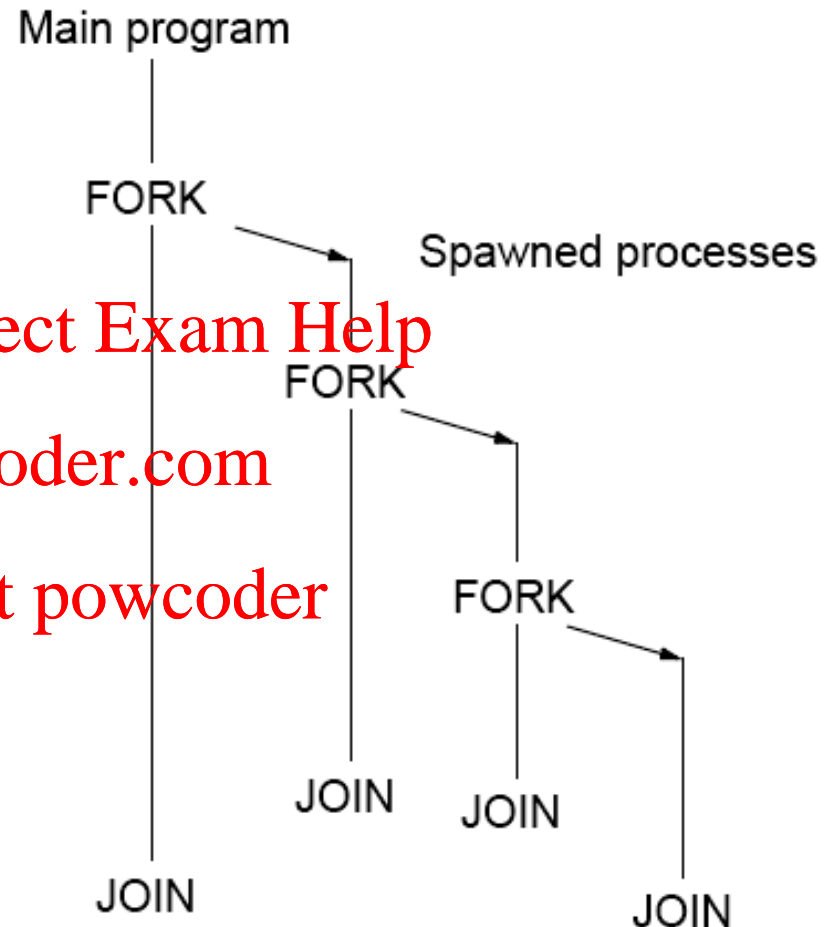 Main program
FORK
Spawned processes
ect Exam Help
FORK
oder.com
t powcoder
FORK
JOIN
JOIN
JOIN
JOIN